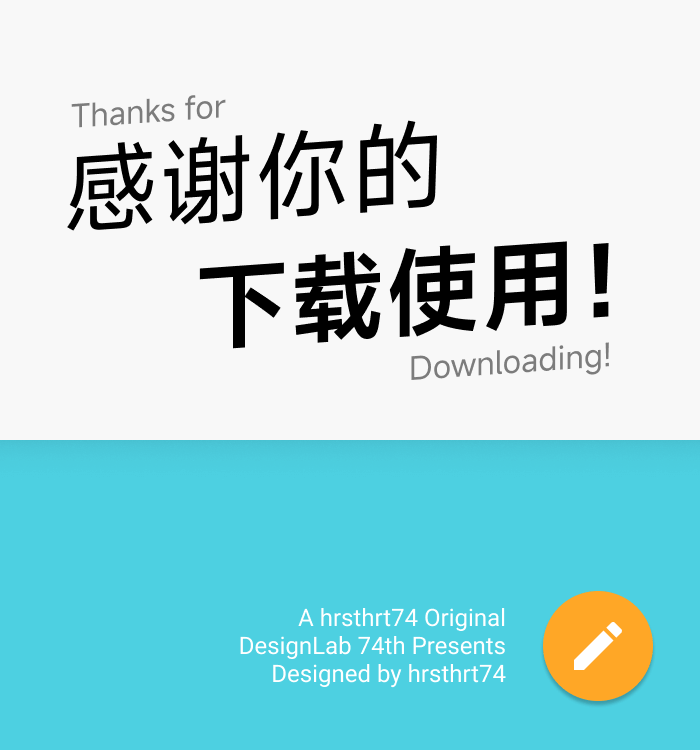 Thanks for
感谢你的
下载使用!
Downloading!
A hrsthrt74 Original
DesignLab 74th Presents
Designed by hrsthrt74